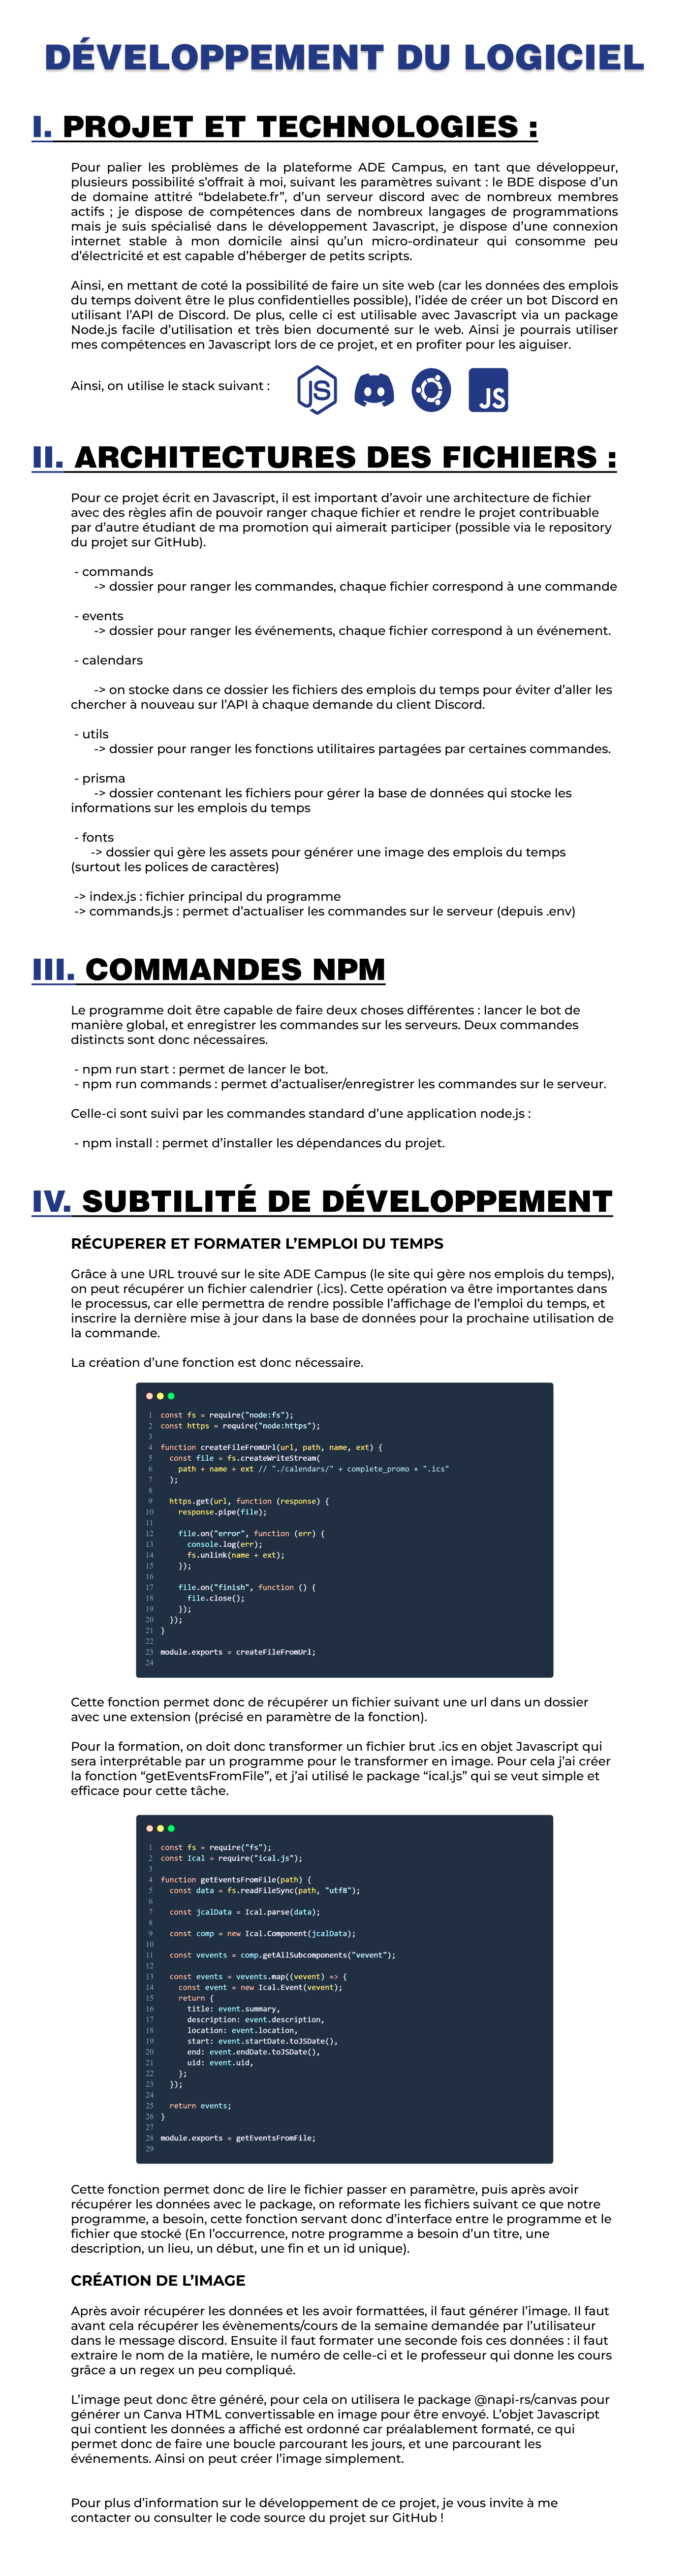 DÉVELOPPEMENT DU LOGICIEL
I. PROJET ET TECHNOLOGIES :
Pour palier les problèmes de la plateforme ADE Campus, en tant que développeur,
plusieurs possibilité s'offrait à moi, suivant les paramètres suivant : le BDE dispose d'un
de domaine attitré “bdelabete.fr”, d'un serveur discord avec de nombreux membres
actifs ; je dispose de compétences dans de nombreux langages de programmations
mais je suis spécialisé dans le développement Javascript, je dispose d'une connexion
internet stable à mon domicile ainsi qu'un micro-ordinateur qui consomme peu
d'électricité et est capable d'héberger de petits scripts.
Ainsi, en mettant de coté la possibilité de faire un site web (car les données des emplois
du temps doivent être le plus confidentielles possible), l'idée de créer un bot Discord en
utilisant l'API de Discord. De plus, celle ci est utilisable avec Javascript via un package
Node.js facile d'utilisation et très bien documenté sur le web. Ainsi je pourrais utiliser
mes compétences en Javascript lors de ce projet, et en profiter pour les aiguiser.
Ainsi, on utilise le stack suivant :
JS
JS
II. ARCHITECTURES DES FICHIERS :
Pour ce projet écrit en Javascript, il est important d'avoir une architecture de fichier
avec des règles afin de pouvoir ranger chaque fichier et rendre le projet contribuable
par d'autre étudiant de ma promotion qui aimerait participer (possible via le repository
du projet sur GitHub).
- commands
-> dossier pour ranger les commandes, chaque fichier correspond à une commande
- events
-> dossier pour ranger les événements, chaque fichier correspond à un événement.
- calendars
-> on stocke dans ce dossier les fichiers des emplois du temps pour éviter d'aller les
chercher à nouveau sur l'API à chaque demande du client Discord.
- utils
-> dossier pour ranger les fonctions utilitaires partagées par certaines commandes.
- prisma
-> dossier contenant les fichiers pour gérer la base de données qui stocke les
informations sur les emplois du temps
- fonts
-> dossier qui gère les assets pour générer une image des emplois du temps
(surtout les polices de caractères)
-> index.js : fichier principal du programme
-> commands.js : permet d'actualiser les commandes sur le serveur (depuis .env)
III. COMMANDES NPM
Le programme doit être capable de faire deux choses différentes : lancer le bot de
manière global, et enregistrer les commandes sur les serveurs. Deux commandes
distincts sont donc nécessaires.
- npm run start : permet de lancer le bot.
- npm run commands : permet d'actualiser/enregistrer les commandes sur le serveur.
Celle-ci sont suivi par les commandes standard d'une application node.js :
- npm install : permet d'installer les dépendances du projet.
IV. SUBTILITÉ DE DÉVELOPPEMENT
RÉCUPERER ET FORMATER L'EMPLOI DU TEMPS
Grâce à une URL trouvé sur le site ADE Campus (le site qui gère nos emplois du temps),
on peut récupérer un fichier calendrier (.ics). Cette opération va être importantes dans
le processus, car elle permettra de rendre possible l'affichage de l'emploi du temps, et
inscrire la dernière mise à jour dans la base de données pour la prochaine utilisation de
la commande.
La création d'une fonction est donc nécessaire.
1 const fs = require("node:fs");
2 const https = require("node:https");
3
4 function createFileFromUrl(url, path, name, ext) {
5 const file = fs.createWriteStream(
6 path + name + ext // "./calendars/" + complete_promo + ".ics"
7 );
8
9 https.get(url, function (response) {
10 response.pipe(file);
11
12 file.on("error", function (err) {
13 console.log(err);
14 fs.unlink(name + ext);
15 });
16
17 file.on("finish", function () {
18 file.close();
19 });
20 });
21 }
22
23 module.exports = createFileFromUrl;
24
Cette fonction permet donc de récupérer un fichier suivant une url dans un dossier
avec une extension (précisé en paramètre de la fonction).
Pour la formation, on doit donc transformer un fichier brut .ics en objet Javascript qui
sera interprétable par un programme pour le transformer en image. Pour cela j'ai créer
la fonction “getEventsFromFile”, et j'ai utilisé le package “ical.js” qui se veut simple et
efficace pour cette tâche.
1 const fs = require("fs");
2 const Ical = require("ical.js");
3
4 function getEventsFromFile(path) {
5 const data = fs.readFileSync(path, "utf8");
6
7 const jcalData = Ical.parse(data);
8
9 const comp = new Ical.Component(jcalData);
10
11 const vevents = comp.getAllSubcomponents("vevent");
12
13 const events = vevents.map((vevent) => {
14 const event = new Ical.Event(vevent);
15 return {
16 title: event.summary,
17 description: event.description,
18 location: event.location,
19 start: event.startDate.toJSDate(),
20 end: event.endDate.toJSDate(),
21 uid: event.uid,
22 };
23 });
24
25 return events;
26 }
27
28 module.exports = getEventsFromFile;
29
Cette fonction permet donc de lire le fichier passer en paramètre, puis après avoir
récupérer les données avec le package, on reformate les fichiers suivant ce que notre
programme, a besoin, cette fonction servant donc d'interface entre le programme et le
fichier que stocké (En l'occurrence, notre programme a besoin d'un titre, une
description, un lieu, un début, une fin et un id unique).
CRÉATION DE L'IMAGE
Après avoir récupérer les données et les avoir formattées, il faut générer l'image. Il faut
avant cela récupérer les évènements/cours de la semaine demandée par l'utilisateur
dans le message discord. Ensuite il faut formater une seconde fois ces données : il faut
extraire le nom de la matière, le numéro de celle-ci et le professeur qui donne les cours
grâce a un regex un peu compliqué.
L'image peut donc être généré, pour cela on utilisera le package @napi-rs/canvas pour
générer un Canva HTML convertissable en image pour être envoyé. L'objet Javascript
qui contient les données a affiché est ordonné car préalablement formaté, ce qui
permet donc de faire une boucle parcourant les jours, et une parcourant les
événements. Ainsi on peut créer l'image simplement.
Pour plus d'information sur le développement de ce projet, je vous invite à me
contacter ou consulter le code source du projet sur GitHub !